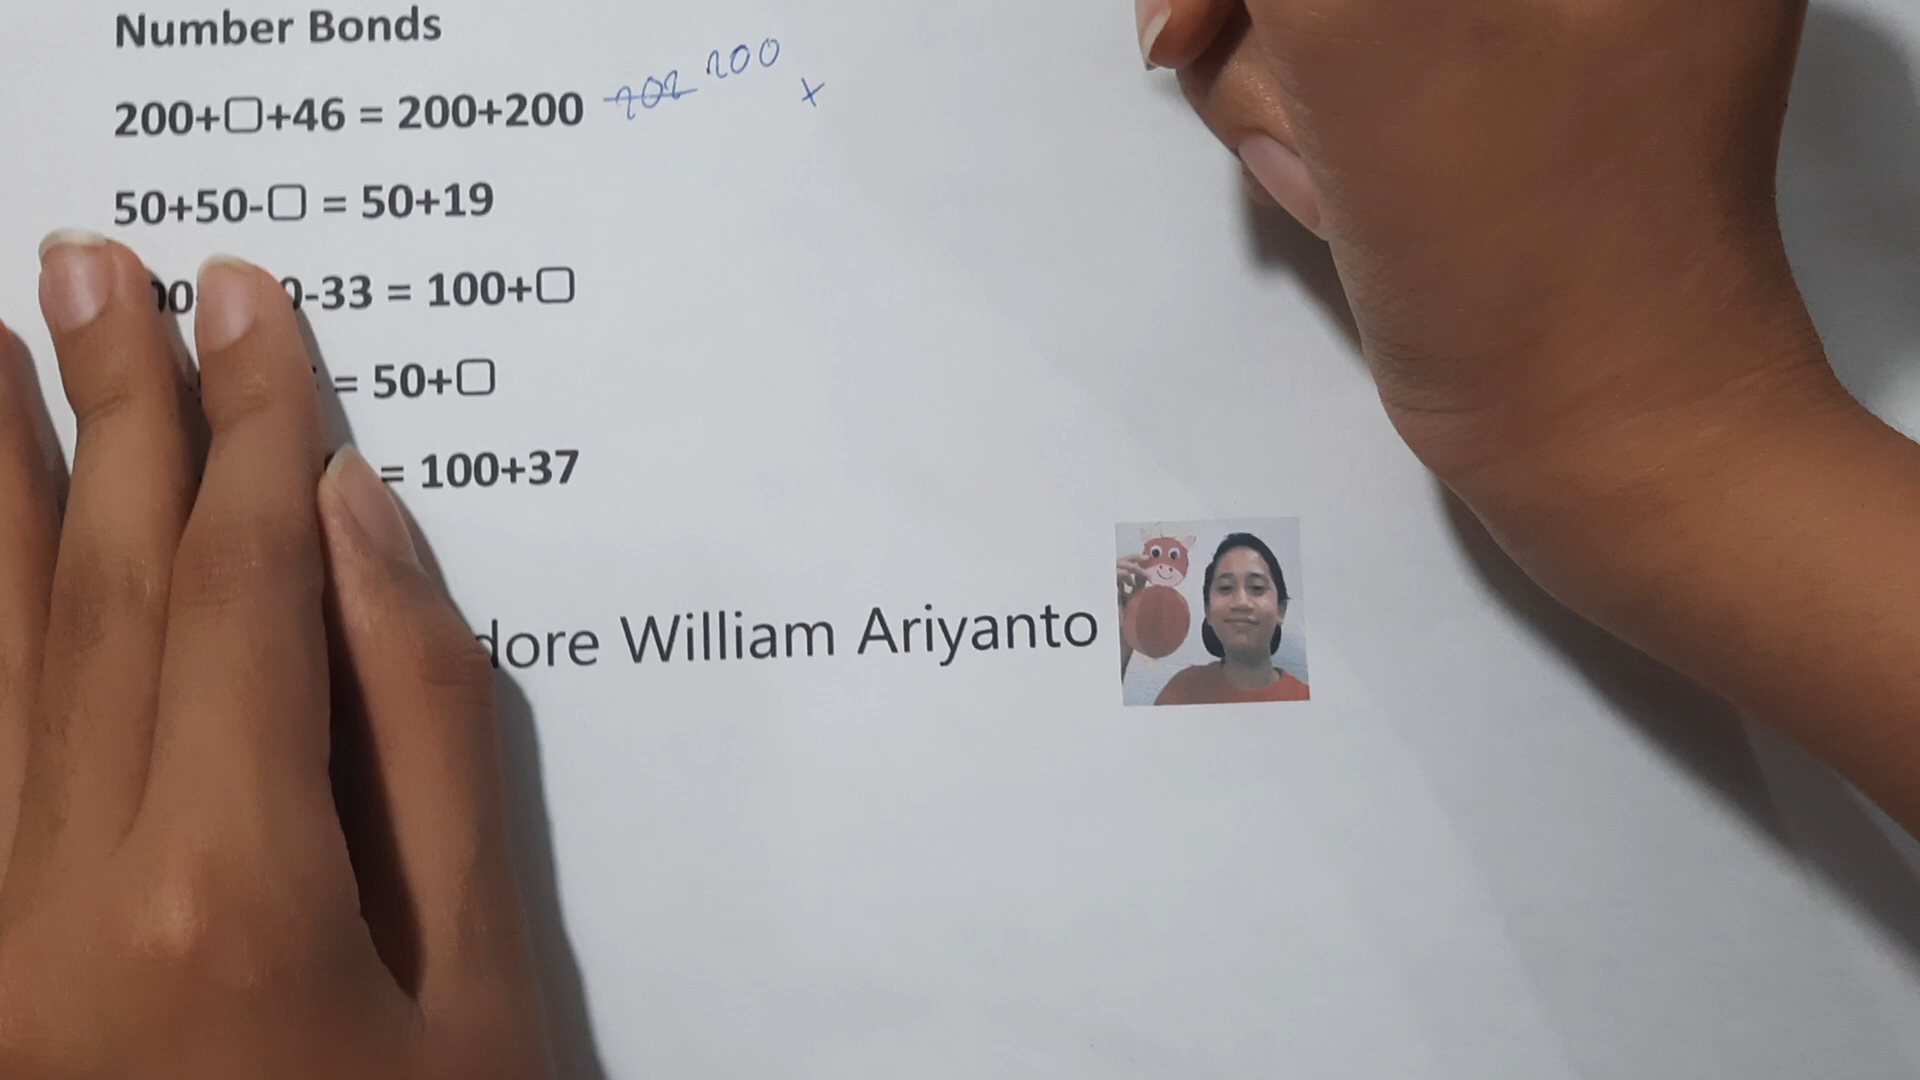 Number Bonds
200+▢+46 = 200+200 202 200 x
50+50-▢ = 50+19
-33 = 100+▢
= 50+▢
= 100+37
William Ariyanto